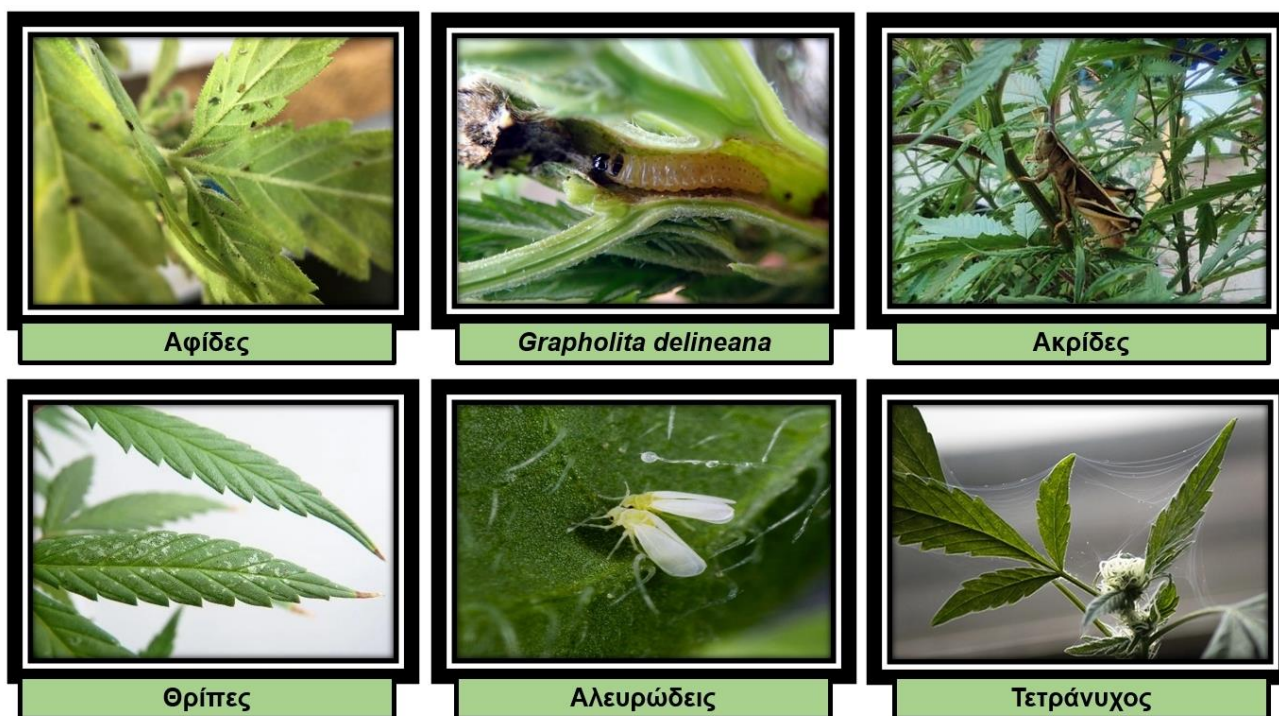 Αφίδες
Grapholita delineana
Ακρίδες
Θρίπες
Αλευρώδεις
Τετράνυχος